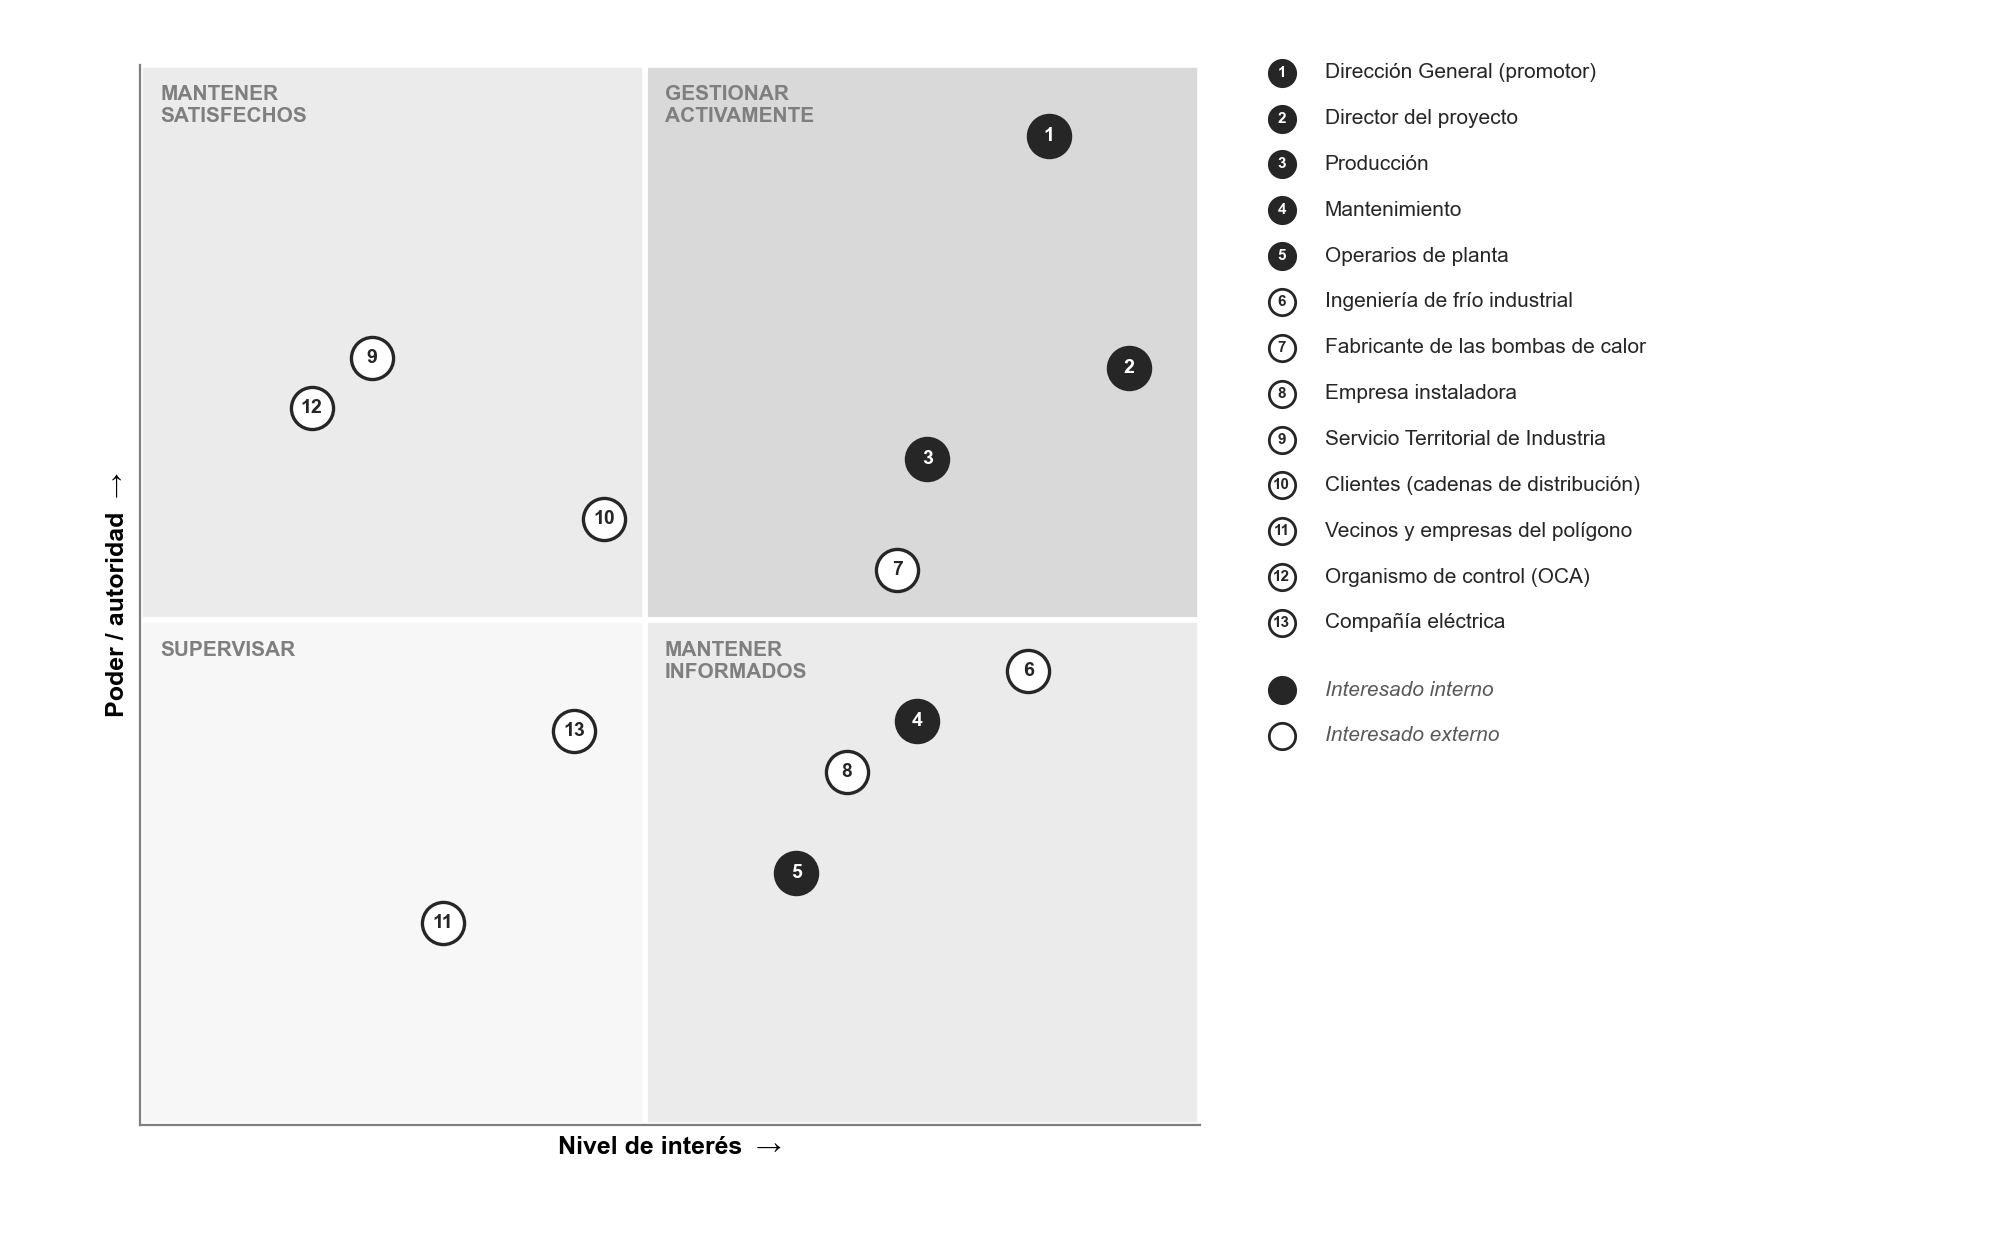 MANTENER
SATISFECHOS
GESTIONAR
ACTIVAMENTE
1
9
2
12
3
10
7
SUPERVISAR
MANTENER
INFORMADOS
6
13
4
8
5
11
Poder / autoridad →
Nivel de interés →
1 Dirección General (promotor)
2 Director del proyecto
3 Producción
4 Mantenimiento
5 Operarios de planta
6 Ingeniería de frío industrial
7 Fabricante de las bombas de calor
8 Empresa instaladora
9 Servicio Territorial de Industria
10 Clientes (cadenas de distribución)
11 Vecinos y empresas del polígono
12 Organismo de control (OCA)
13 Compañía eléctrica
Interesado interno
Interesado externo